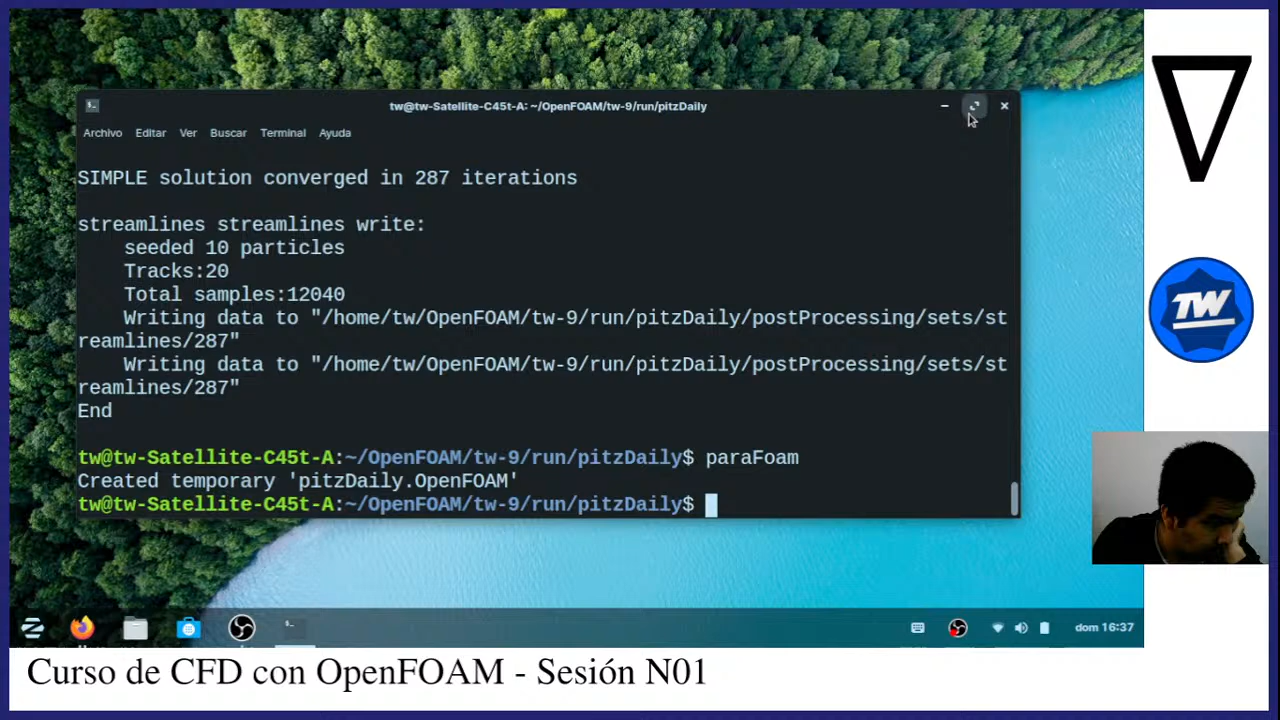 tw@tw-Satellite-C45t-A: ~/OpenFOAM/tw-9/run/pitzDaily
Archivo Editar Ver Buscar Terminal Ayuda
SIMPLE solution converged in 287 iterations
streamlines streamlines write:
seeded 10 particles
Tracks:20
Total samples:12040
Writing data to "/home/tw/OpenFOAM/tw-9/run/pitzDaily/postProcessing/sets/st
reamlines/287"
Writing data to "/home/tw/OpenFOAM/tw-9/run/pitzDaily/postProcessing/sets/st
reamlines/287"
End
tw@tw-Satellite-C45t-A:~/OpenFOAM/tw-9/run/pitzDaily$ paraFoam
Created temporary 'pitzDaily.OpenFOAM'
tw@tw-Satellite-C45t-A:~/OpenFOAM/tw-9/run/pitzDaily$
TW
dom 16:37
Curso de CFD con OpenFOAM - Sesión N01